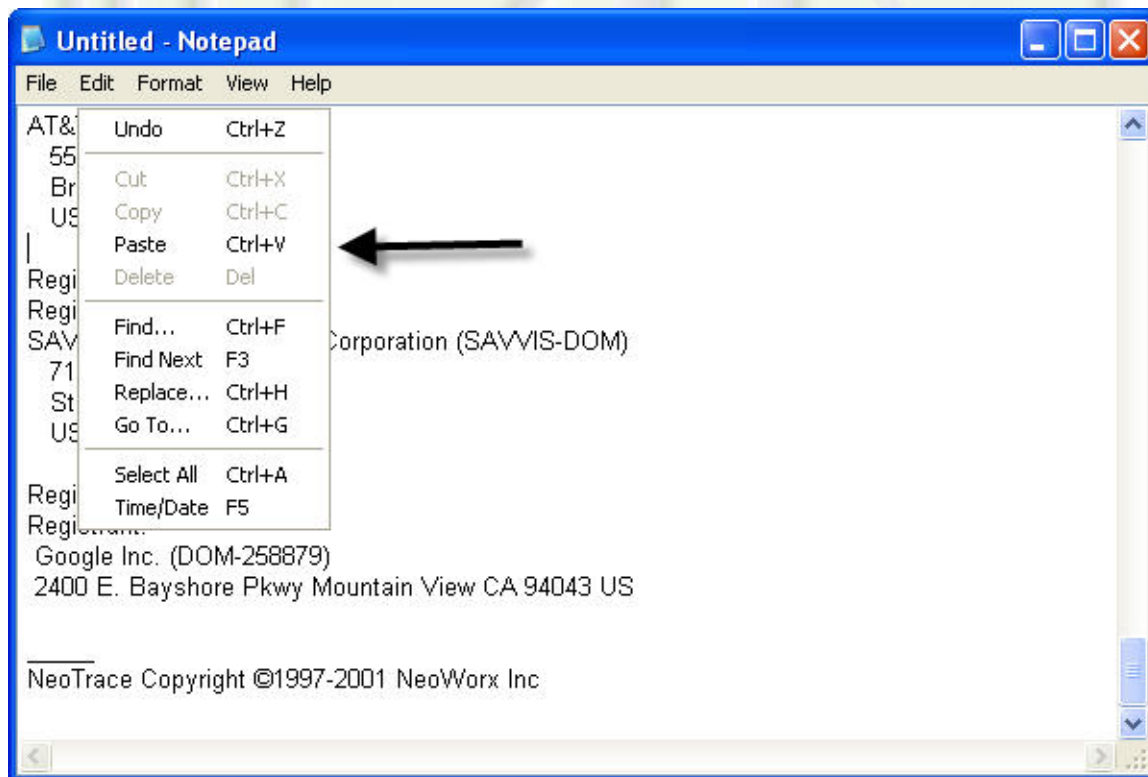 Untitled - Notepad
File Edit Format View Help
AT&
55
Br
US
Regi
Regi
SAV
71
St
US
Regi
Undo Ctrl+Z
Cut Ctrl+X
Copy Ctrl+C
Paste Ctrl+V
Delete Del
Find... Ctrl+F
Find Next F3
Replace... Ctrl+H
Go To... Ctrl+G
Select All Ctrl+A
Time/Date F5
Corporation (SAVVIS-DOM)
Registrant:
Google Inc. (DOM-258879)
2400 E. Bayshore Pkwy Mountain View CA 94043 US
NeoTrace Copyright ©1997-2001 NeoWorx Inc